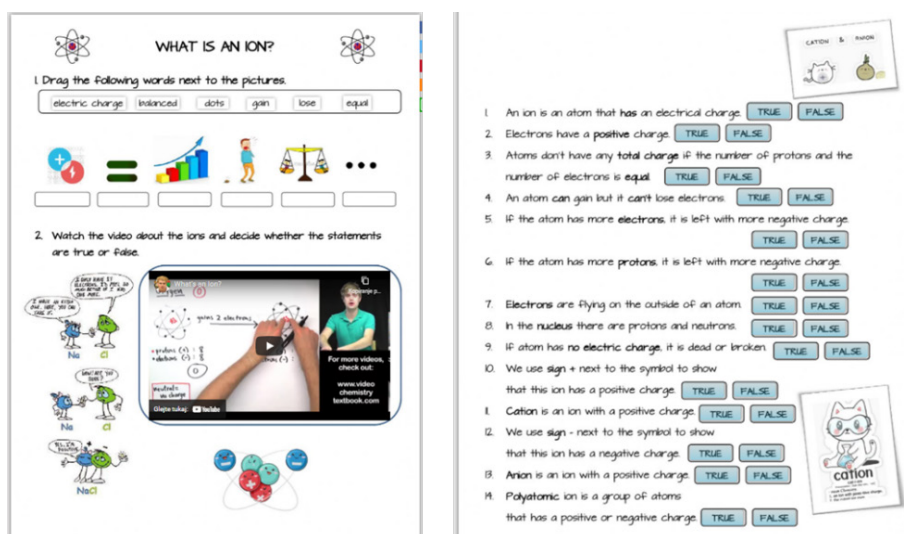 WHAT IS AN ION?
1. Drag the following words next to the pictures.
electric charge balanced dots gain lose equal
2. Watch the video about the ions and decide whether the statements
are true or false.
Na Cl
Na Cl
NaCl
What's an Ion?
gains 2 electrons
protons (+) : 8
0
neutral:
no charge
For more videos,
check out:
www.video
chemistry
textbook.com
Glejte tukaj: YouTube
CATION & ANION
1. An ion is an atom that has an electrical charge. TRUE FALSE
2. Electrons have a positive charge. TRUE FALSE
3. Atoms don't have any total charge if the number of protons and the
number of electrons is equal. TRUE FALSE
4. An atom can gain but it can't lose electrons. TRUE FALSE
5. If the atom has more electrons, it is left with more negative charge.
TRUE FALSE
6. If the atom has more protons, it is left with more negative charge.
TRUE FALSE
7. Electrons are flying on the outside of an atom. TRUE FALSE
8. In the nucleus there are protons and neutrons. TRUE FALSE
9. If atom has no electric charge, it is dead or broken. TRUE FALSE
10. We use sign + next to the symbol to show
that this ion has a positive charge. TRUE FALSE
11. Cation is an ion with a positive charge. TRUE FALSE
12. We use sign - next to the symbol to show
that this ion has a negative charge. TRUE FALSE
13. Anion is an ion with a positive charge. TRUE FALSE
14. Polyatomic ion is a group of atoms
that has a positive or negative charge. TRUE FALSE
cation